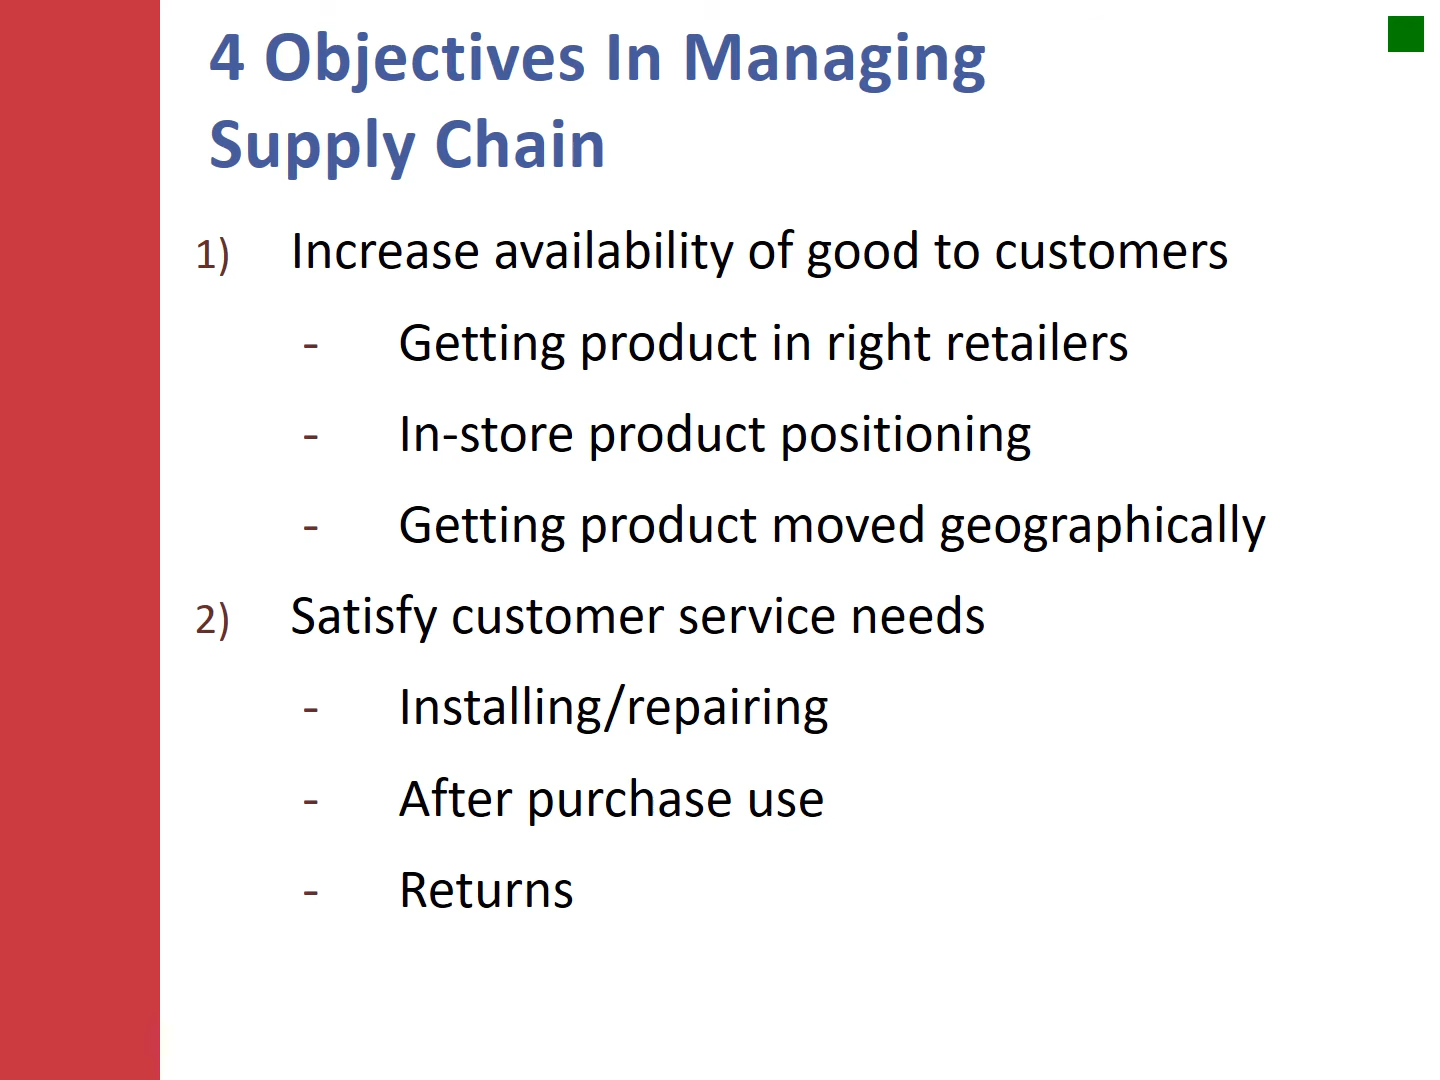 4 Objectives In Managing
Supply Chain
1) Increase availability of good to customers
- Getting product in right retailers
- In-store product positioning
- Getting product moved geographically
2) Satisfy customer service needs
- Installing/repairing
- After purchase use
- Returns